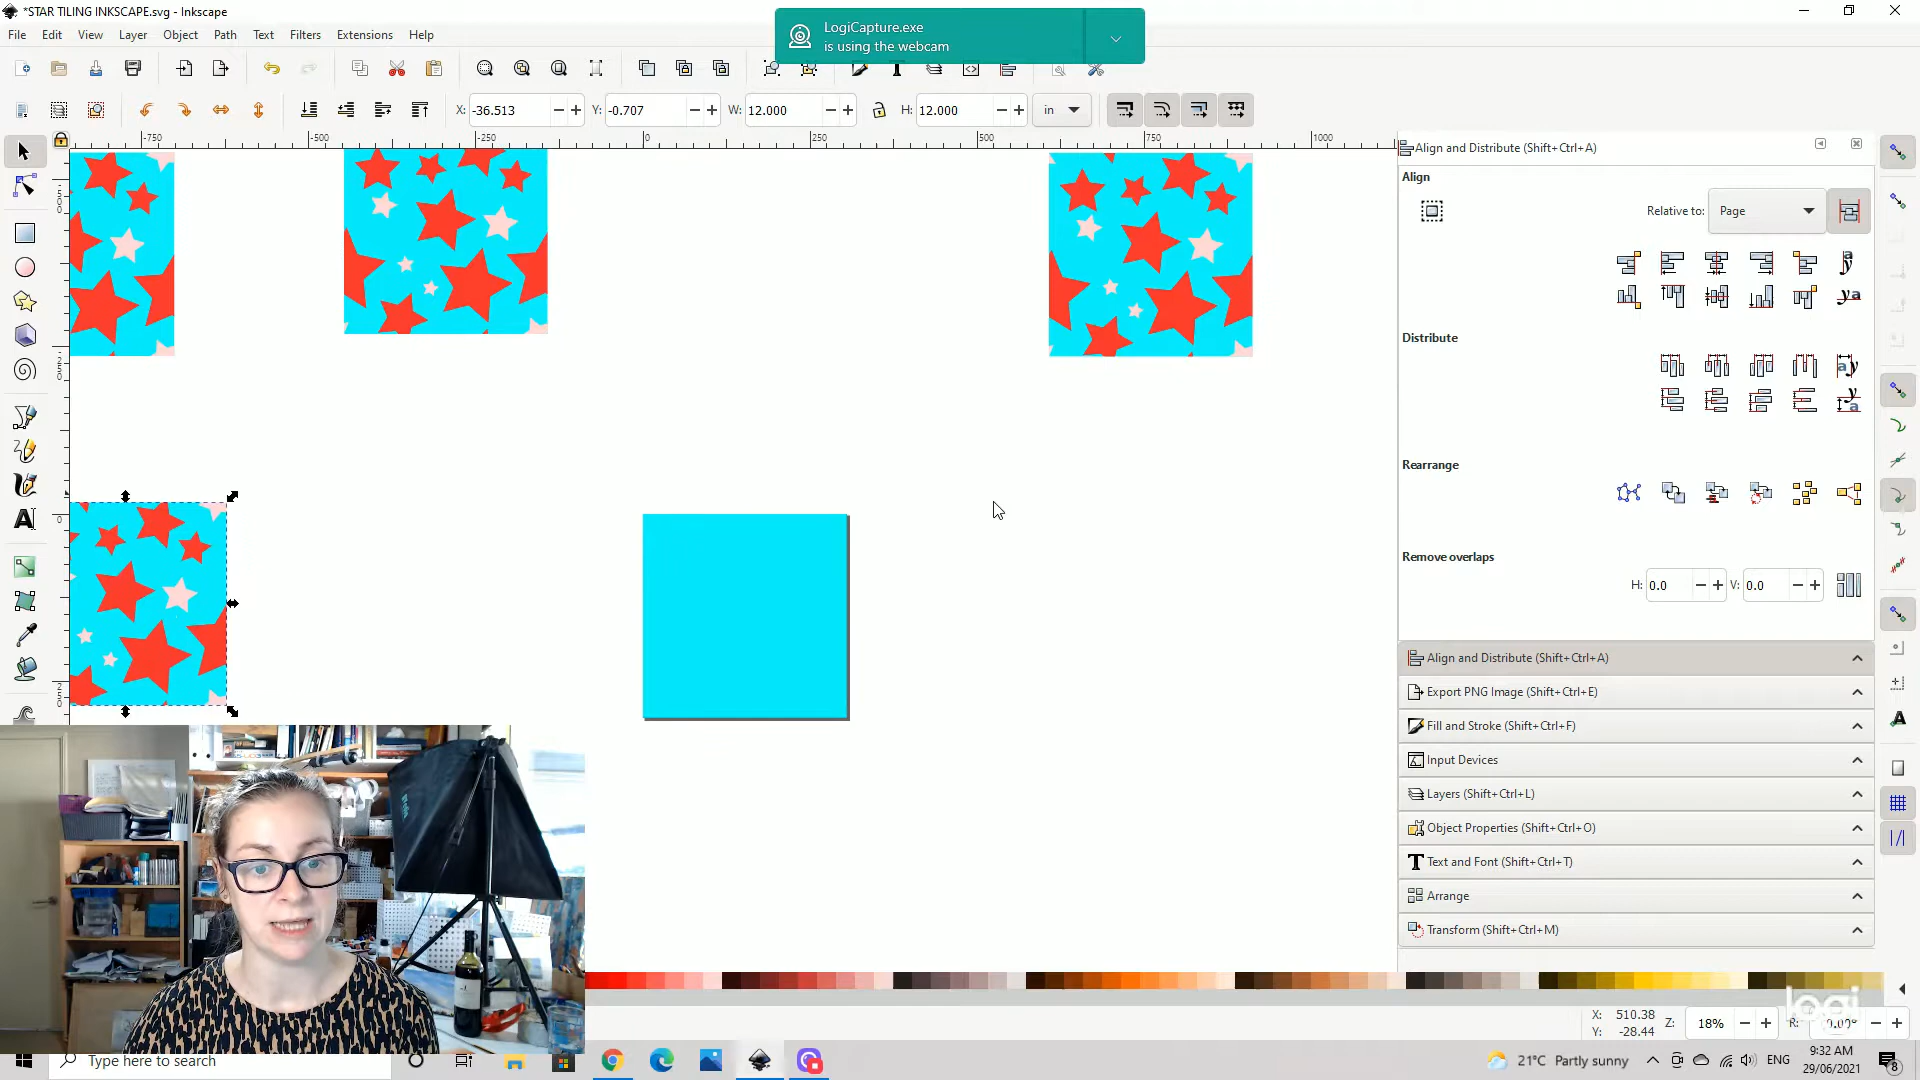 *STAR TILING INKSCAPE.svg - Inkscape
LogiCapture.exe
is using the webcam
File Edit View Layer Object Path Text Filters Extensions Help
X: -36.513 Y: -0.707 W: 12.000 H: 12.000 in
-750 -500 -250 0 250 500 750 1000
Align and Distribute (Shift+Ctrl+A)
Align
Relative to: Page
Distribute
Rearrange
Remove overlaps
H: 0.0 V: 0.0
Align and Distribute (Shift+Ctrl+A)
Export PNG Image (Shift+Ctrl+E)
Fill and Stroke (Shift+Ctrl+F)
Input Devices
Layers (Shift+Ctrl+L)
Object Properties (Shift+Ctrl+O)
Text and Font (Shift+Ctrl+T)
Arrange
Transform (Shift+Ctrl+M)
logi
X: 510.38
Y: -28.44
Z: 18% R: 0.00°
Type here to search
21°C Partly sunny
ENG
9:32 AM
29/06/2021
8